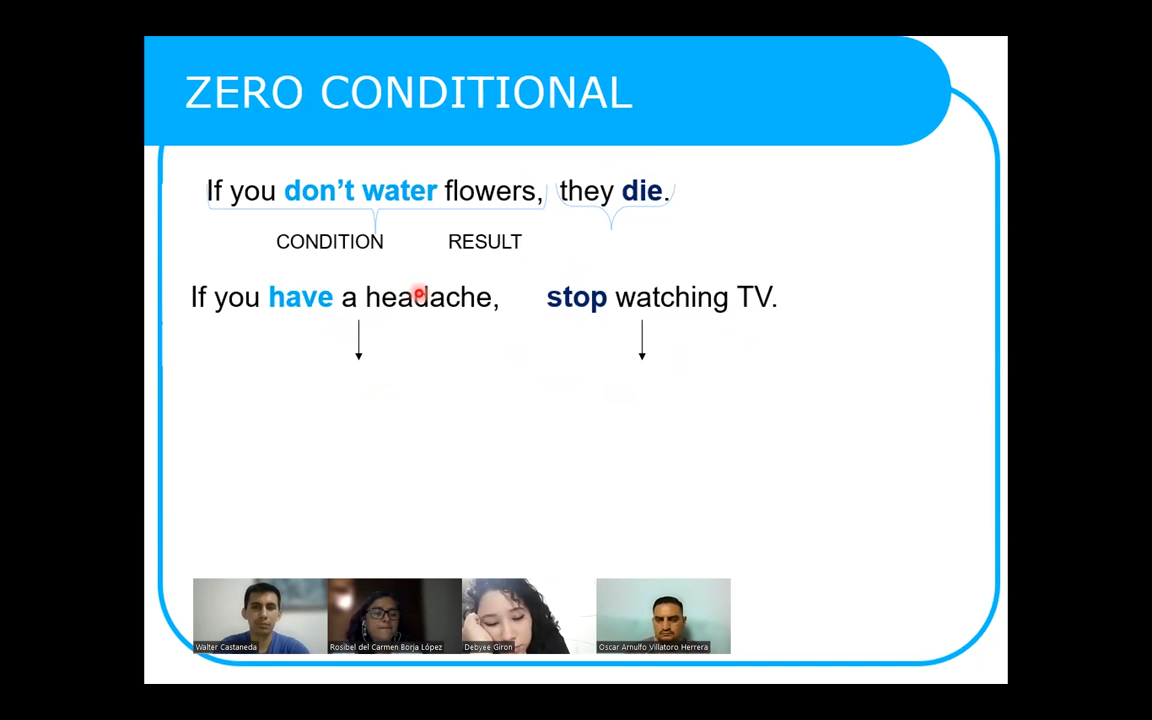 ZERO CONDITIONAL
If you don't water flowers, they die.
CONDITION RESULT
If you have a headache, stop watching TV.
Walter Castaneda
Rosibel del Carmen Borja López
Debyee Giron
Oscar Arnulfo Villatoro Herrera